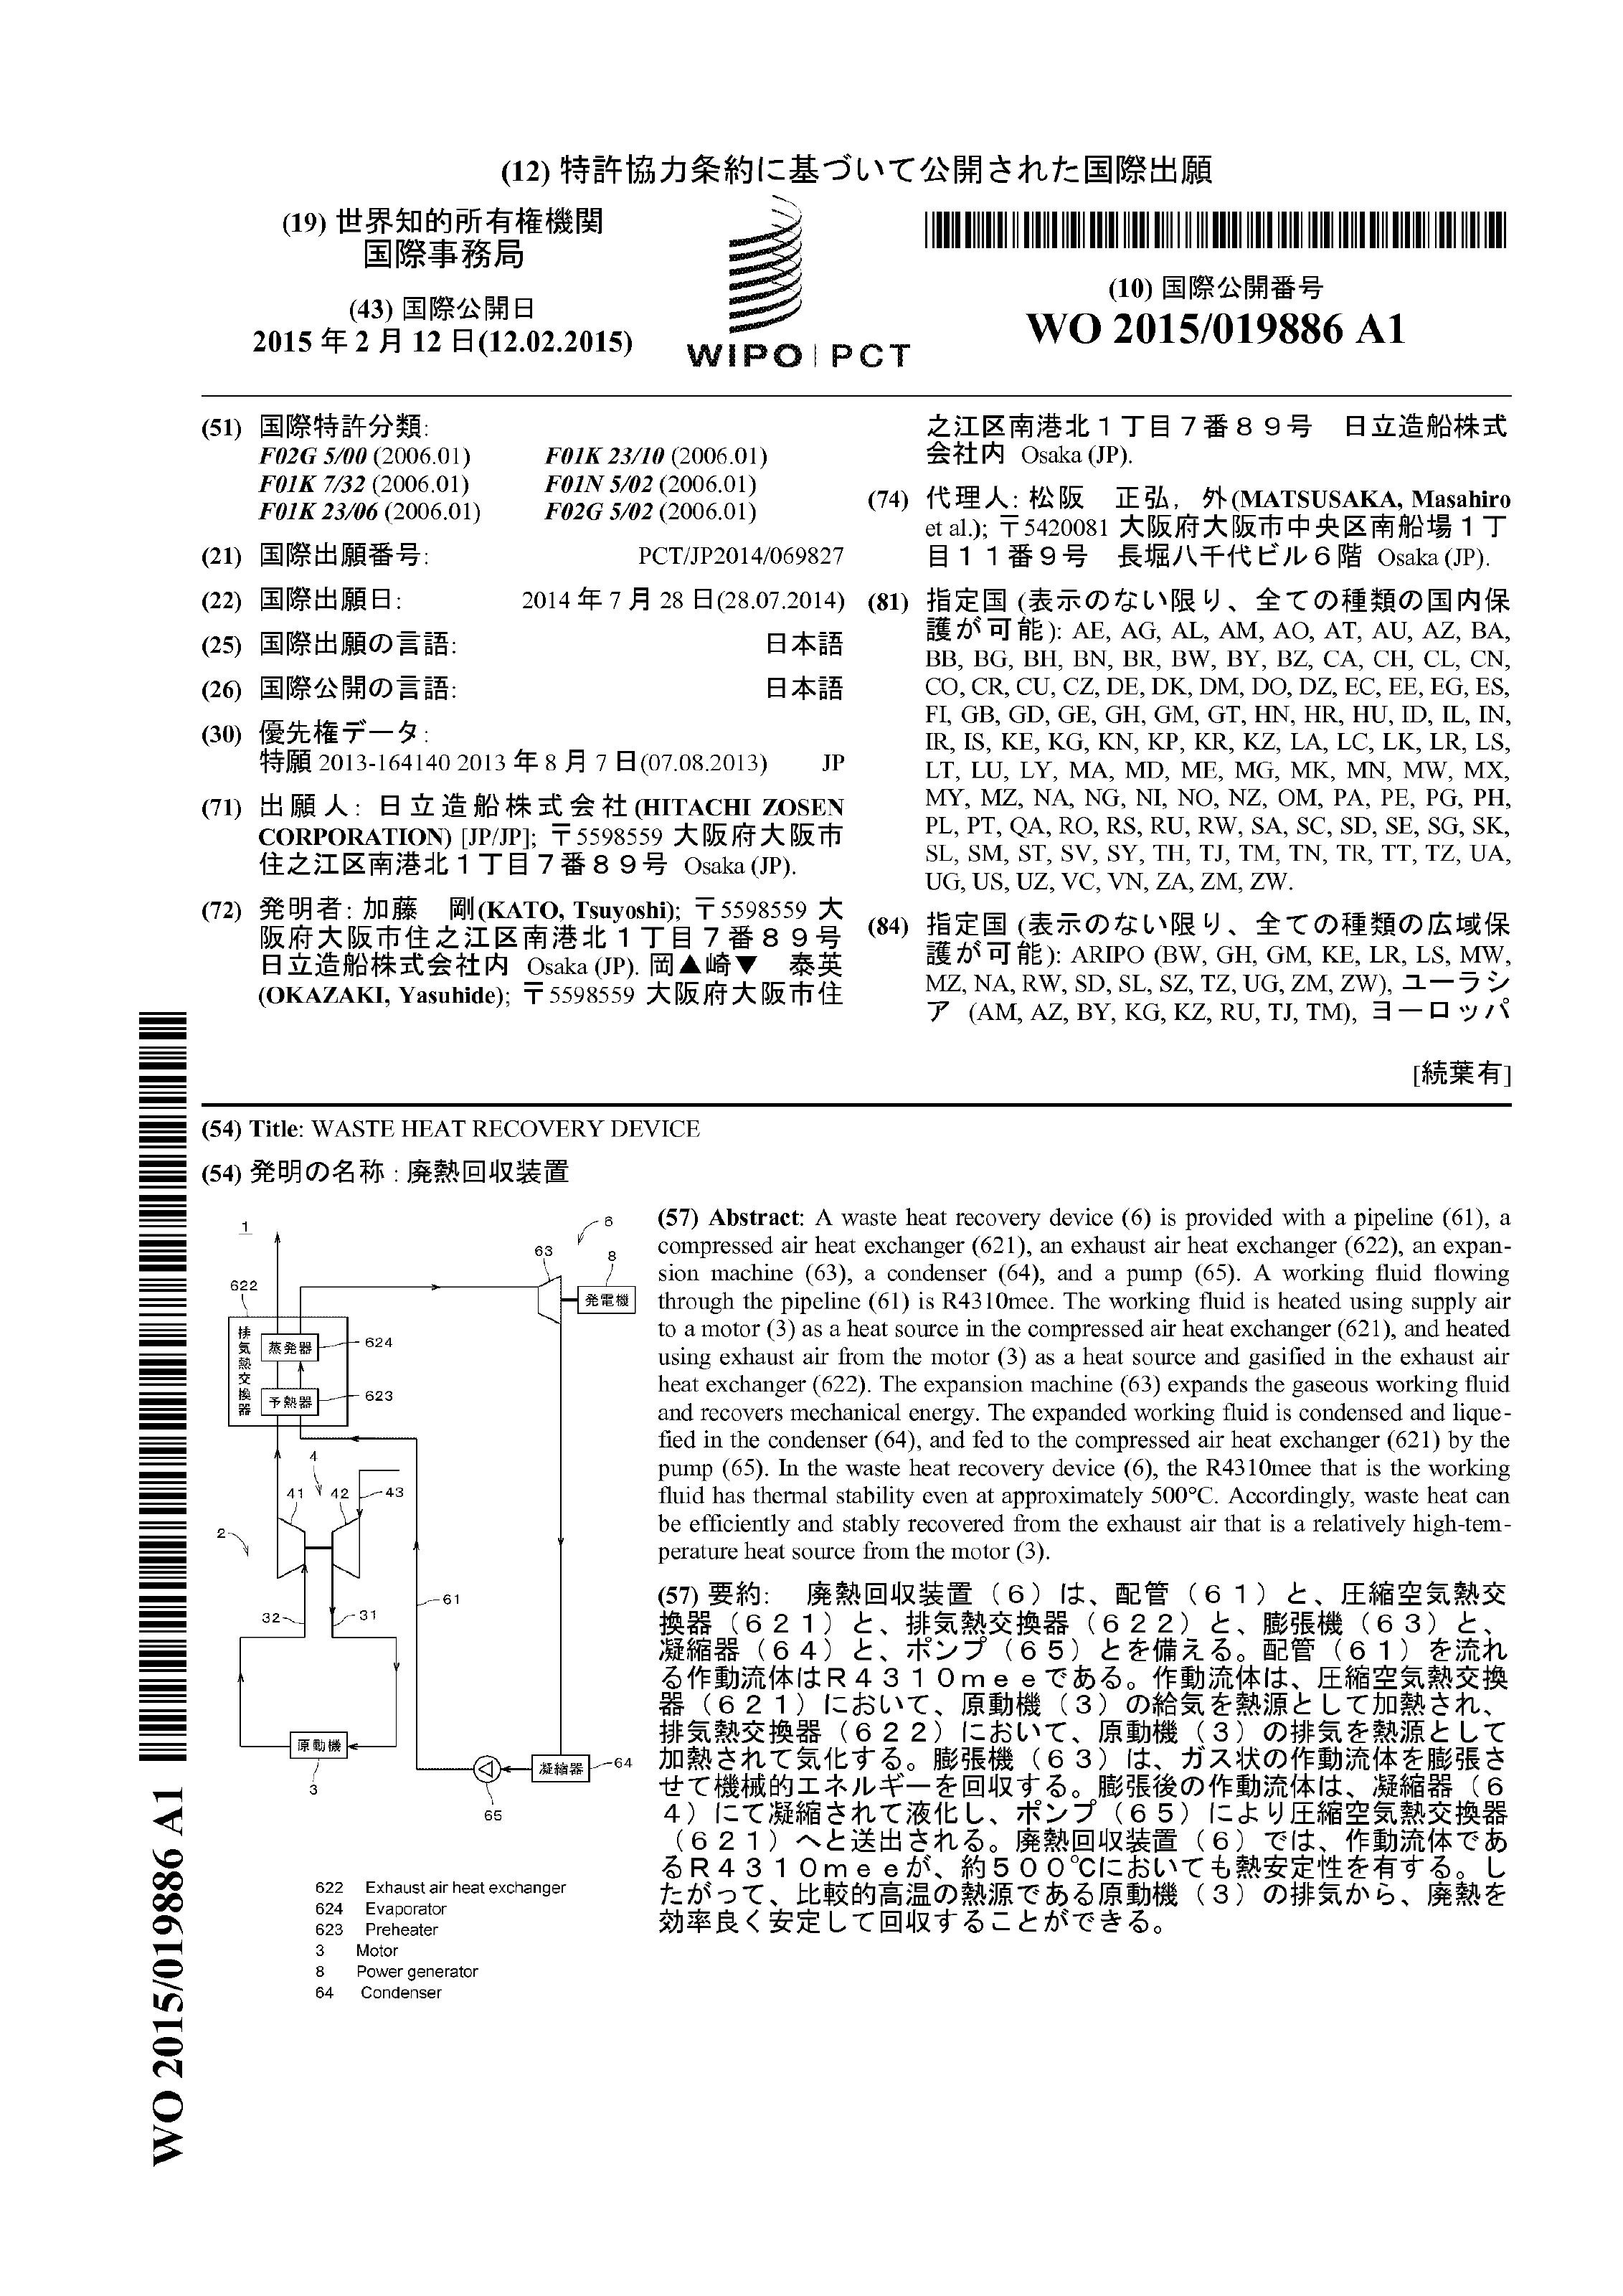 (12) 特許協力条約に基づいて公開された国際出願
(19) 世界知的所有権機関
国際事務局
(43) 国際公開日
2015 年 2 月 12 日(12.02.2015)
WIPO | PCT
(10) 国際公開番号
WO 2015/019886 A1
(51) 国際特許分類:
F02G 5/00 (2006.01) F01K 23/10 (2006.01)
F01K 7/32 (2006.01) F01N 5/02 (2006.01)
F01K 23/06 (2006.01) F02G 5/02 (2006.01)
(21) 国際出願番号: PCT/JP2014/069827
(22) 国際出願日: 2014 年 7 月 28 日(28.07.2014)
(25) 国際出願の言語: 日本語
(26) 国際公開の言語: 日本語
(30) 優先権データ:
特願 2013-164140 2013 年 8 月 7 日(07.08.2013) JP
(71) 出願人: 日立造船株式会社(HITACHI ZOSEN
CORPORATION) [JP/JP]; 〒5598559 大阪府大阪市
住之江区南港北1丁目7番89号 Osaka (JP).
(72) 発明者: 加藤 剛(KATO, Tsuyoshi); 〒5598559 大
阪府大阪市住之江区南港北1丁目7番89号
日立造船株式会社内 Osaka (JP). 岡▲崎▼ 泰英
(OKAZAKI, Yasuhide); 〒5598559 大阪府大阪市住
之江区南港北1丁目7番89号 日立造船株式
会社内 Osaka (JP).
(74) 代理人: 松阪 正弘, 外(MATSUSAKA, Masahiro
et al.); 〒5420081 大阪府大阪市中央区南船場1丁
目11番9号 長堀八千代ビル6階 Osaka (JP).
(81) 指定国 (表示のない限り、全ての種類の国内保
護が可能): AE, AG, AL, AM, AO, AT, AU, AZ, BA,
BB, BG, BH, BN, BR, BW, BY, BZ, CA, CH, CL, CN,
CO, CR, CU, CZ, DE, DK, DM, DO, DZ, EC, EE, EG, ES,
FI, GB, GD, GE, GH, GM, GT, HN, HR, HU, ID, IL, IN,
IR, IS, KE, KG, KN, KP, KR, KZ, LA, LC, LK, LR, LS,
LT, LU, LY, MA, MD, ME, MG, MK, MN, MW, MX,
MY, MZ, NA, NG, NI, NO, NZ, OM, PA, PE, PG, PH,
PL, PT, QA, RO, RS, RU, RW, SA, SC, SD, SE, SG, SK,
SL, SM, ST, SV, SY, TH, TJ, TM, TN, TR, TT, TZ, UA,
UG, US, UZ, VC, VN, ZA, ZM, ZW.
(84) 指定国 (表示のない限り、全ての種類の広域保
護が可能): ARIPO (BW, GH, GM, KE, LR, LS, MW,
MZ, NA, RW, SD, SL, SZ, TZ, UG, ZM, ZW), ユーラシ
ア (AM, AZ, BY, KG, KZ, RU, TJ, TM), ヨーロッパ
[続葉有]
(54) Title: WASTE HEAT RECOVERY DEVICE
(54) 発明の名称 : 廃熱回収装置
1
6
63
8
発電機
622
排気熱交換器
蒸発器
624
予熱器
623
4
41
42
43
2
61
32
31
原動機
3
65
凝縮器
64
622 Exhaust air heat exchanger
624 Evaporator
623 Preheater
3 Motor
8 Power generator
64 Condenser
(57) Abstract: A waste heat recovery device (6) is provided with a pipeline (61), a
compressed air heat exchanger (621), an exhaust air heat exchanger (622), an expan-
sion machine (63), a condenser (64), and a pump (65). A working fluid flowing
through the pipeline (61) is R4310mee. The working fluid is heated using supply air
to a motor (3) as a heat source in the compressed air heat exchanger (621), and heated
using exhaust air from the motor (3) as a heat source and gasified in the exhaust air
heat exchanger (622). The expansion machine (63) expands the gaseous working fluid
and recovers mechanical energy. The expanded working fluid is condensed and lique-
fied in the condenser (64), and fed to the compressed air heat exchanger (621) by the
pump (65). In the waste heat recovery device (6), the R4310mee that is the working
fluid has thermal stability even at approximately 500°C. Accordingly, waste heat can
be efficiently and stably recovered from the exhaust air that is a relatively high-tem-
perature heat source from the motor (3).
(57) 要約: 廃熱回収装置(6)は、配管(61)と、圧縮空気熱交
換器(621)と、排気熱交換器(622)と、膨張機(63)と、
凝縮器(64)と、ポンプ(65)とを備える。配管(61)を流れ
る作動流体はR4310meeである。作動流体は、圧縮空気熱交換
器(621)において、原動機(3)の給気を熱源として加熱され、
排気熱交換器(622)において、原動機(3)の排気を熱源として
加熱されて気化する。膨張機(63)は、ガス状の作動流体を膨張さ
せて機械的エネルギーを回収する。膨張後の作動流体は、凝縮器(6
4)にて凝縮されて液化し、ポンプ(65)により圧縮空気熱交換器
(621)へと送出される。廃熱回収装置(6)では、作動流体であ
るR4310meeが、約500℃においても熱安定性を有する。し
たがって、比較的高温の熱源である原動機(3)の排気から、廃熱を
効率良く安定して回収することができる。
WO 2015/019886 A1